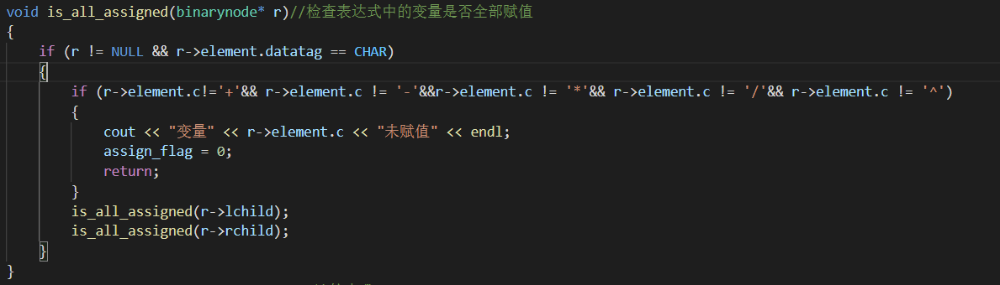 void is_all_assigned(binarynode* r)//检查表达式中的变量是否全部赋值
{
    if (r != NULL && r->element.datatag == CHAR)
    {
        if (r->element.c!='+'&& r->element.c != '-'&&r->element.c != '*'&& r->element.c != '/'&& r->element.c != '^')
        {
            cout << "变量" << r->element.c << "未赋值" << endl;
            assign_flag = 0;
            return;
        }
        is_all_assigned(r->lchild);
        is_all_assigned(r->rchild);
    }
}